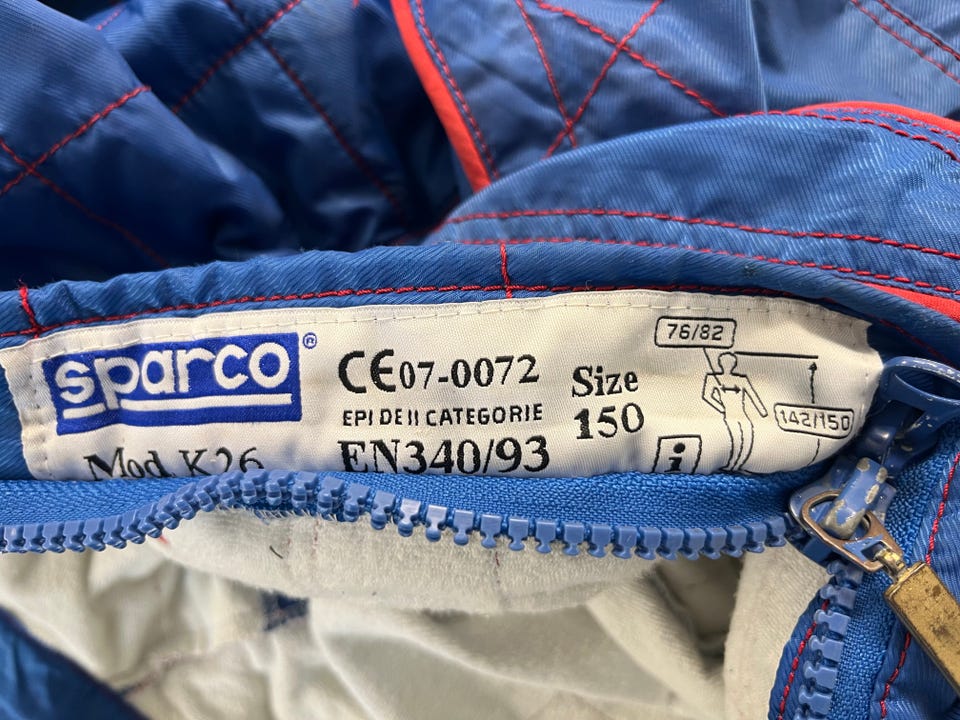 sparco®
Mod. K26
CE07-0072
EPI DE II CATEGORIE
EN340/93
Size
150
76/82
142/150
i